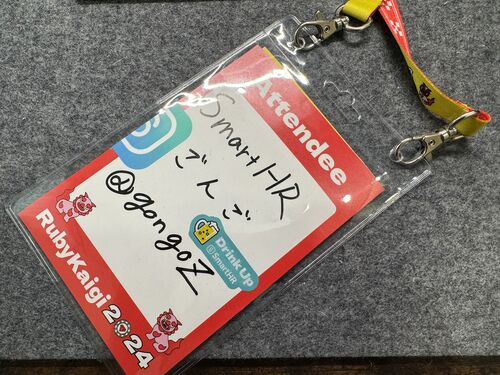 Attendee
SmartHR
ごんご
@gongoZ
Drink Up
@SmartHR
RubyKaigi 2024